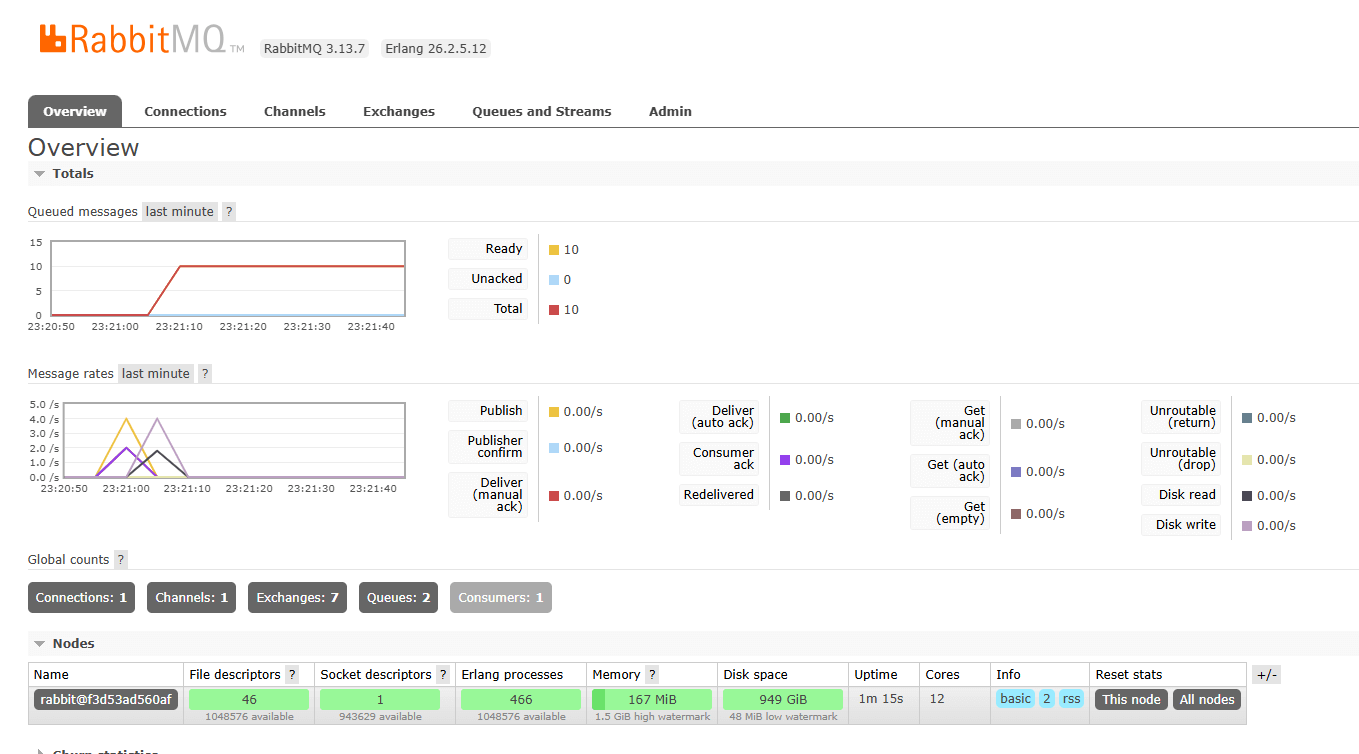 RabbitMQ TM RabbitMQ 3.13.7 Erlang 26.2.5.12
Overview Connections Channels Exchanges Queues and Streams Admin
Overview
Totals
Queued messages last minute ?
15
10
5
0
23:20:50 23:21:00 23:21:10 23:21:20 23:21:30 23:21:40
Ready 10
Unacked 0
Total 10
Message rates last minute ?
5.0 /s
4.0 /s
3.0 /s
2.0 /s
1.0 /s
0.0 /s
23:20:50 23:21:00 23:21:10 23:21:20 23:21:30 23:21:40
Publish 0.00/s
Publisher
confirm 0.00/s
Deliver
(manual
ack) 0.00/s
Deliver
(auto ack) 0.00/s
Consumer
ack 0.00/s
Redelivered 0.00/s
Get
(manual
ack) 0.00/s
Get (auto
ack) 0.00/s
Get
(empty) 0.00/s
Unroutable
(return) 0.00/s
Unroutable
(drop) 0.00/s
Disk read 0.00/s
Disk write 0.00/s
Global counts ?
Connections: 1 Channels: 1 Exchanges: 7 Queues: 2 Consumers: 1
Nodes
Name File descriptors ? Socket descriptors ? Erlang processes Memory ? Disk space Uptime Cores Info Reset stats +/-
rabbit@f3d53ad560af 46 1 466 167 MiB 949 GiB 1m 15s 12 basic 2 rss This node All nodes
1048576 available 943629 available 1048576 available 1.5 GiB high watermark 48 MiB low watermark
Churn statistics